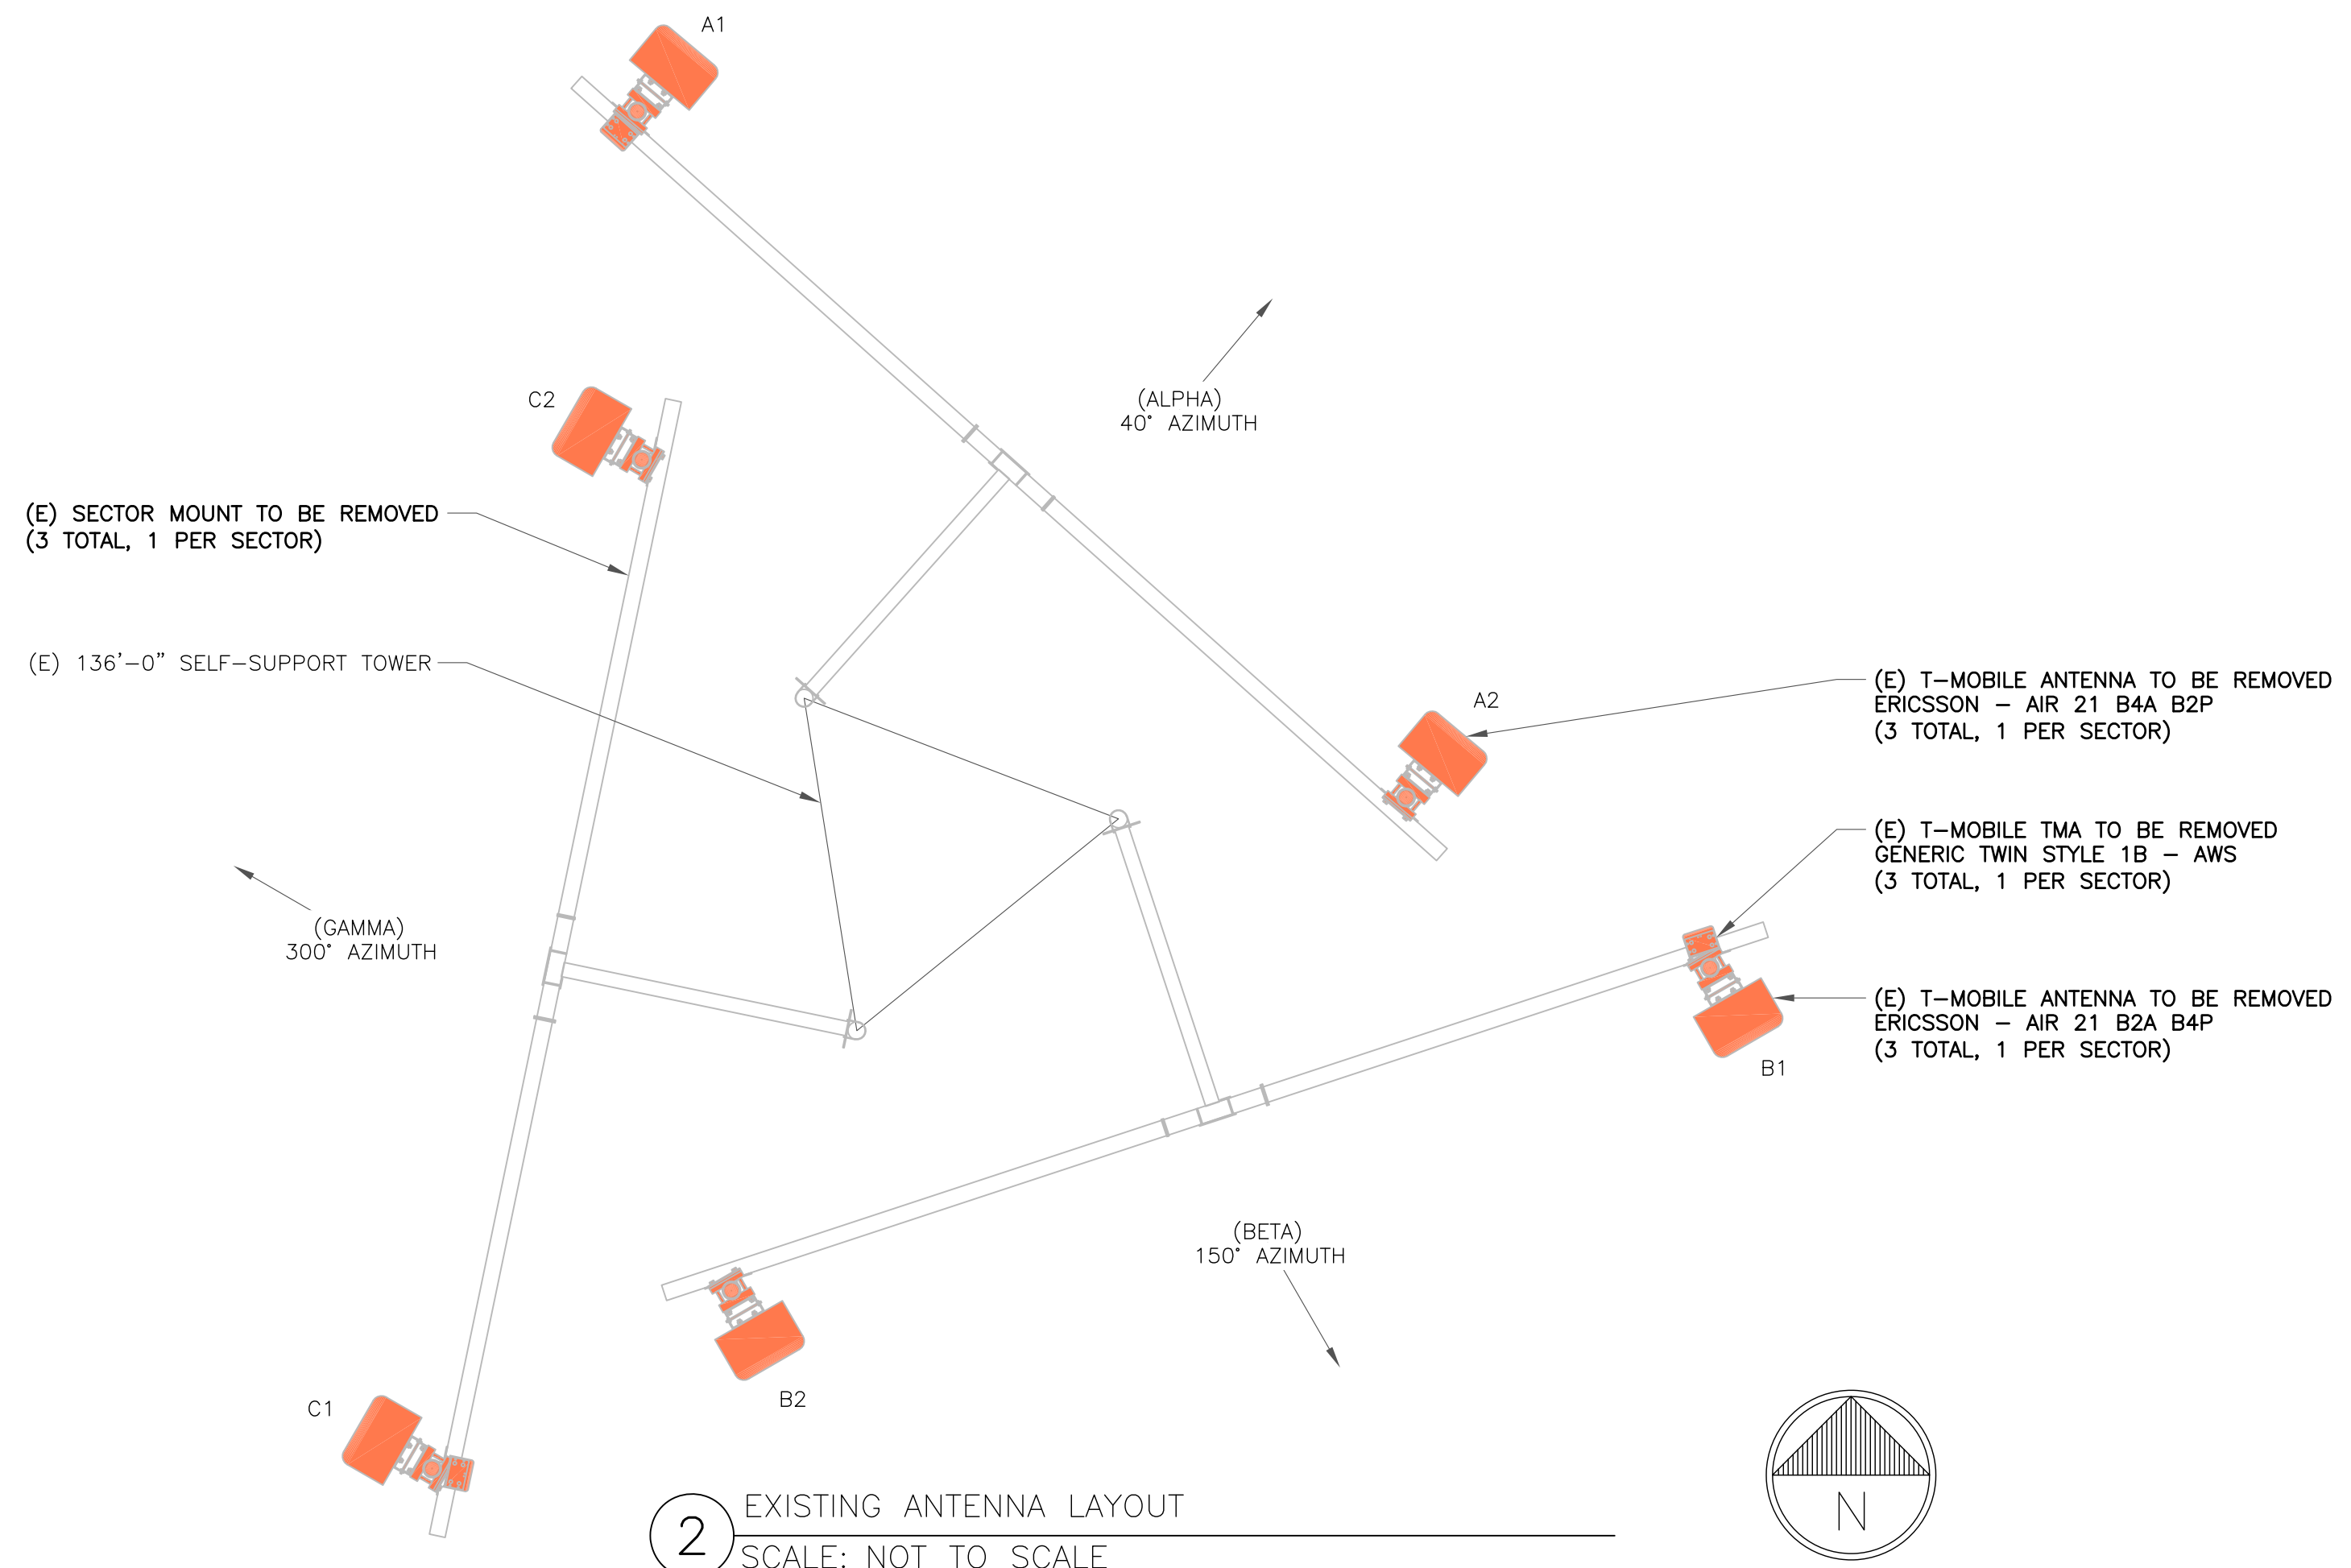 A1
(ALPHA)
40° AZIMUTH
C2
(E) SECTOR MOUNT TO BE REMOVED
(3 TOTAL, 1 PER SECTOR)
(E) 136'-0" SELF-SUPPORT TOWER
A2
(E) T-MOBILE ANTENNA TO BE REMOVED
ERICSSON - AIR 21 B4A B2P
(3 TOTAL, 1 PER SECTOR)
(E) T-MOBILE TMA TO BE REMOVED
GENERIC TWIN STYLE 1B - AWS
(3 TOTAL, 1 PER SECTOR)
(GAMMA)
300° AZIMUTH
(E) T-MOBILE ANTENNA TO BE REMOVED
ERICSSON - AIR 21 B2A B4P
(3 TOTAL, 1 PER SECTOR)
B1
(BETA)
150° AZIMUTH
B2
C1
2
EXISTING ANTENNA LAYOUT
SCALE: NOT TO SCALE
N